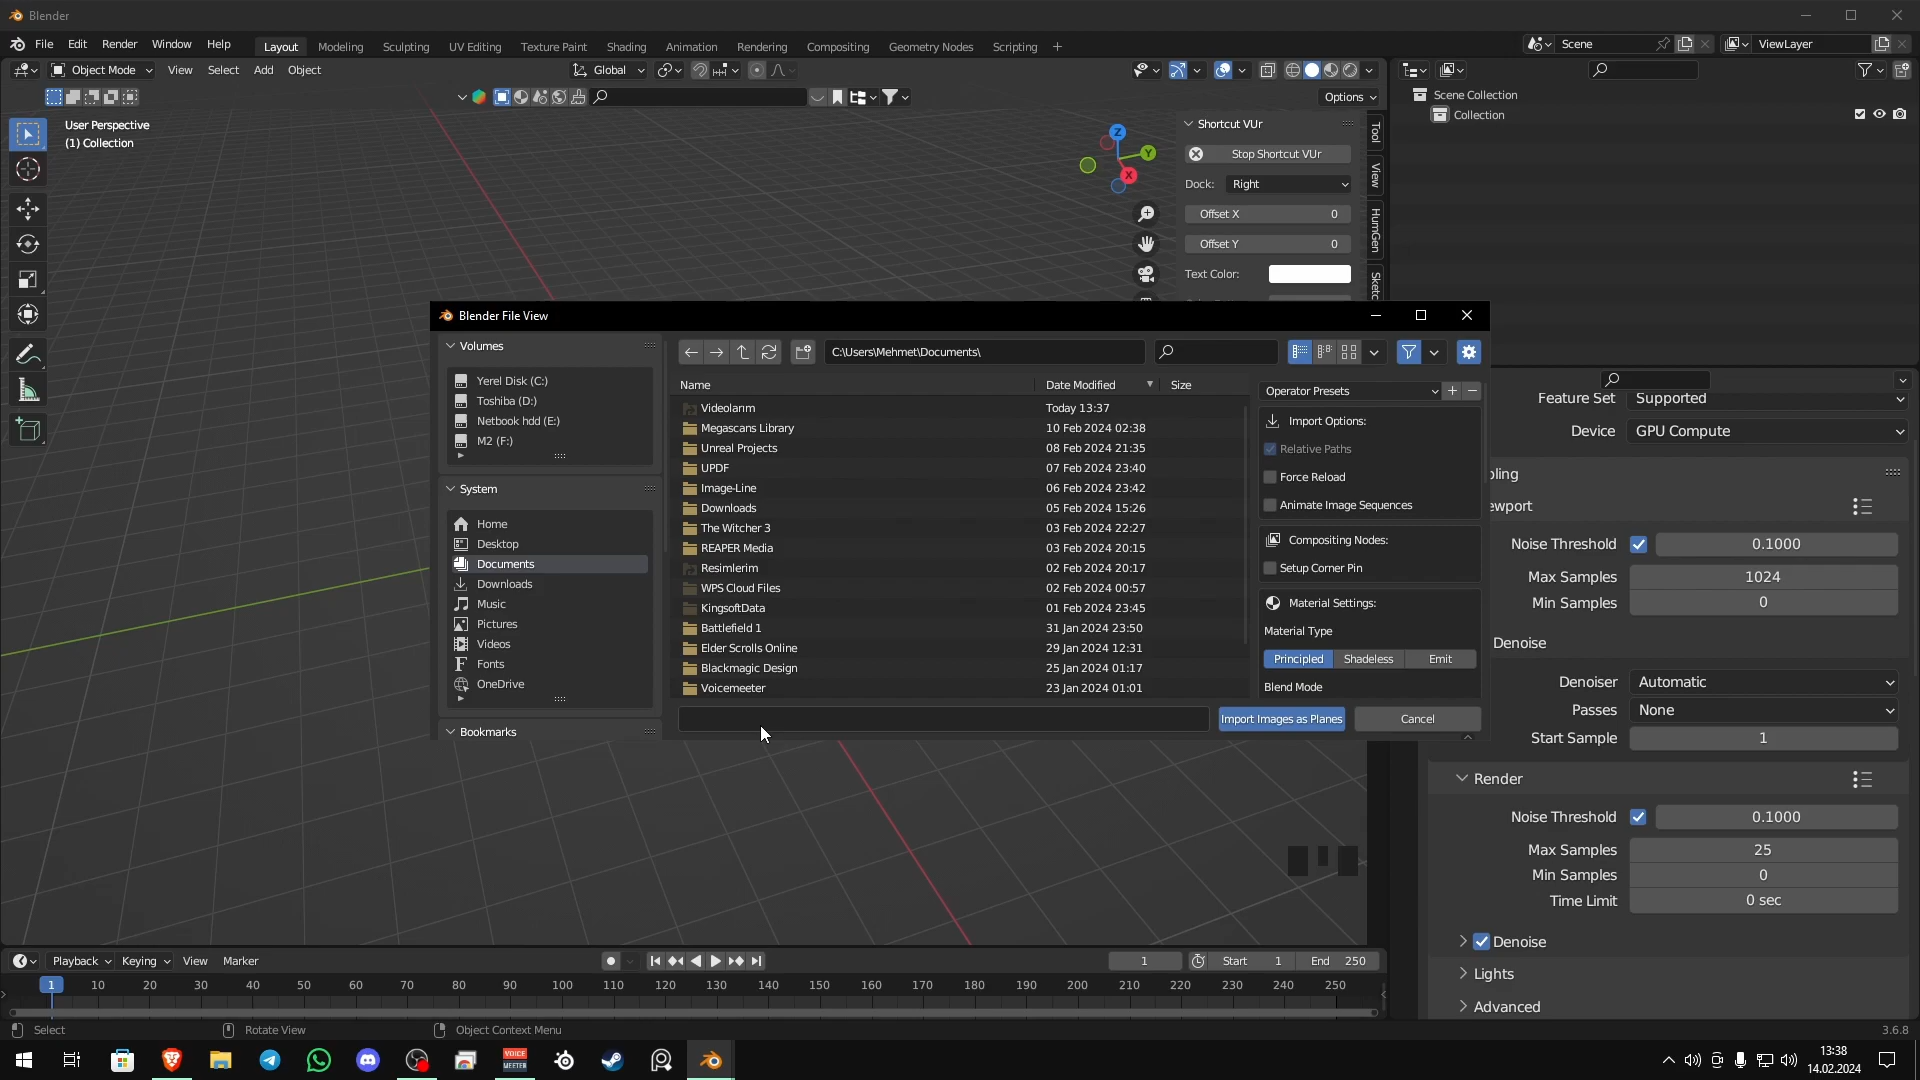 Blender
File Edit Render Window Help
Layout Modeling Sculpting UV Editing Texture Paint Shading Animation Rendering Compositing Geometry Nodes Scripting +
Scene
ViewLayer
Object Mode View Select Add Object
Global
Options
User Perspective
(1) Collection
Z
Y
X
Shortcut VUr
Stop Shortcut VUr
Dock: Right
Offset X 0
Offset Y 0
Text Color:
Tool
View
HumGen
Scene Collection
Collection
Blender File View
Volumes
Yerel Disk (C:)
Toshiba (D:)
Netbook hdd (E:)
M2 (F:)
System
Home
Desktop
Documents
Downloads
Music
Pictures
Videos
Fonts
OneDrive
Bookmarks
C:\Users\Mehmet\Documents\
Name Date Modified Size
Videolarım Today 13:37
Megascans Library 10 Feb 2024 02:38
Unreal Projects 08 Feb 2024 21:35
UPDF 07 Feb 2024 23:40
Image-Line 06 Feb 2024 23:42
Downloads 05 Feb 2024 15:26
The Witcher 3 03 Feb 2024 22:27
REAPER Media 03 Feb 2024 20:15
Resimlerim 02 Feb 2024 20:17
WPS Cloud Files 02 Feb 2024 00:57
KingsoftData 01 Feb 2024 23:45
Battlefield 1 31 Jan 2024 23:50
Elder Scrolls Online 29 Jan 2024 12:31
Blackmagic Design 25 Jan 2024 01:17
Voicemeeter 23 Jan 2024 01:01
Operator Presets
Import Options:
Relative Paths
Force Reload
Animate Image Sequences
Compositing Nodes:
Setup Corner Pin
Material Settings:
Material Type
Principled Shadeless Emit
Blend Mode
Import Images as Planes Cancel
Feature Set Supported
Device GPU Compute
pling
ewport
Noise Threshold 0.1000
Max Samples 1024
Min Samples 0
Denoise
Denoiser Automatic
Passes None
Start Sample 1
Render
Noise Threshold 0.1000
Max Samples 25
Min Samples 0
Time Limit 0 sec
Denoise
Lights
Advanced
Playback Keying View Marker
1
Start 1 End 250
1 10 20 30 40 50 60 70 80 90 100 110 120 130 140 150 160 170 180 190 200 210 220 230 240 250
Select Rotate View Object Context Menu
3.6.8
VOICE
MEETER
13:38
14.02.2024